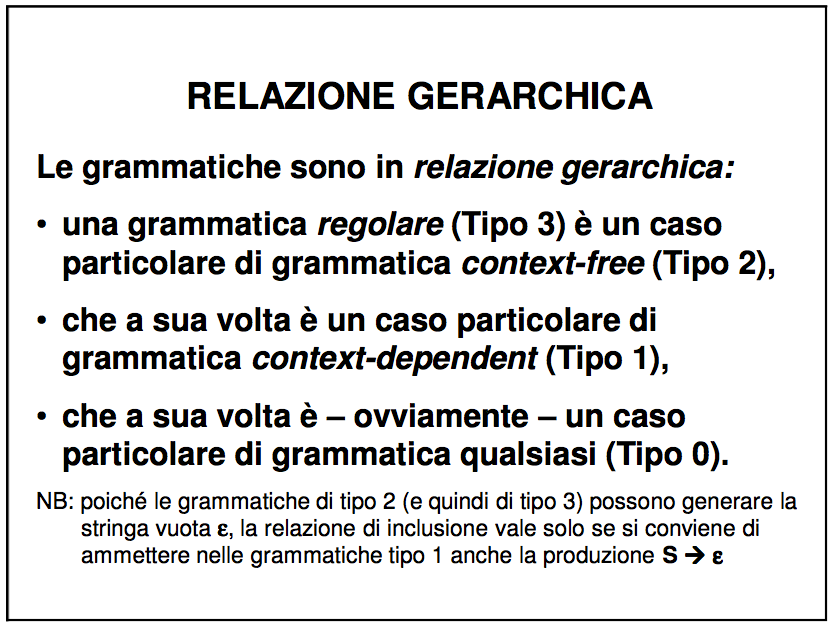 RELAZIONE GERARCHICA
Le grammatiche sono in relazione gerarchica:
• una grammatica regolare (Tipo 3) è un caso
particolare di grammatica context-free (Tipo 2),
• che a sua volta è un caso particolare di
grammatica context-dependent (Tipo 1),
• che a sua volta è – ovviamente – un caso
particolare di grammatica qualsiasi (Tipo 0).
NB: poiché le grammatiche di tipo 2 (e quindi di tipo 3) possono generare la
stringa vuota ε, la relazione di inclusione vale solo se si conviene di
ammettere nelle grammatiche tipo 1 anche la produzione S ➔ ε